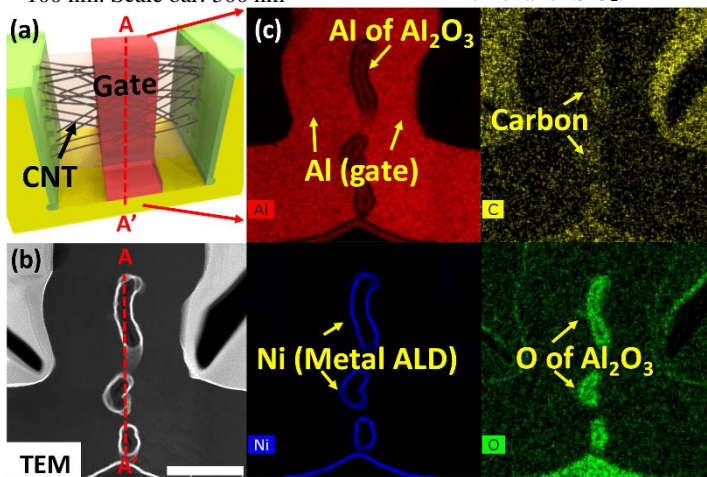 100 nm. Scale bar: 500 nm
(a)
A
Gate
CNT
A'
(c)
Al of Al₂O₃
Al (gate)
Al
Carbon
C
(b)
A
A'
TEM
Ni (Metal ALD)
Ni
O of Al₂O₃
O